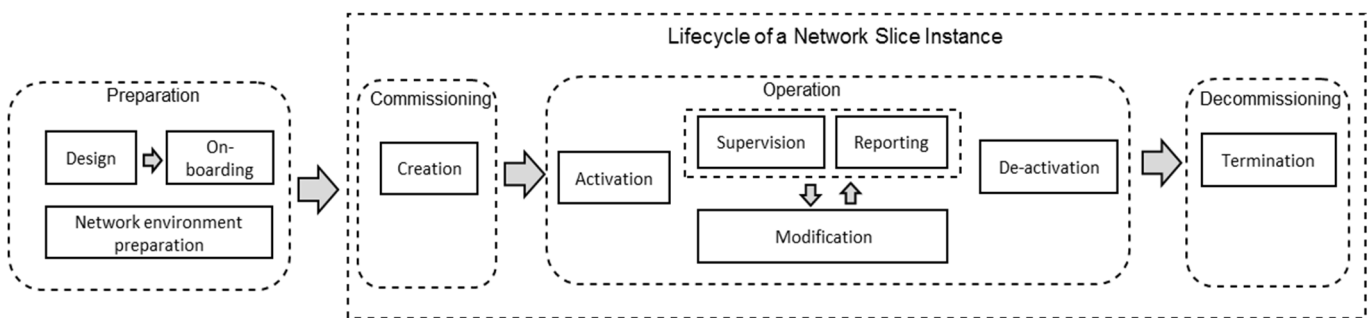 Lifecycle of a Network Slice Instance
Preparation
Design
On-
boarding
Network environment
preparation
Commissioning
Creation
Operation
Activation
Supervision
Reporting
Modification
De-activation
Decommissioning
Termination